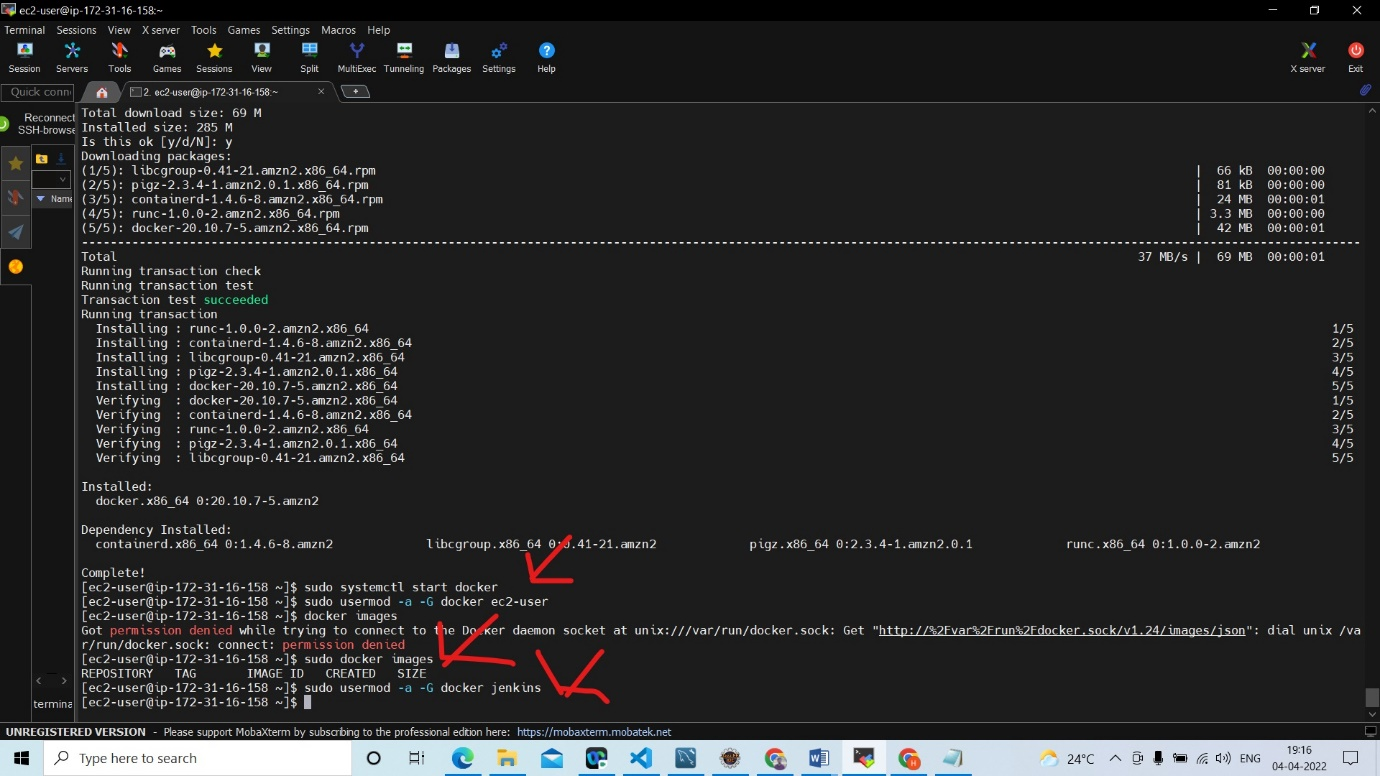 ec2-user@ip-172-31-16-158:~
Terminal Sessions View X server Tools Games Settings Macros Help
Session Servers Tools Games Sessions View Split MultiExec Tunneling Packages Settings Help X server Exit
Quick conn
2. ec2-user@ip-172-31-16-158:~
Reconnect
SSH-browse
Name
Total download size: 69 M
Installed size: 285 M
Is this ok [y/d/N]: y
Downloading packages:
(1/5): libcgroup-0.41-21.amzn2.x86_64.rpm | 66 kB 00:00:00
(2/5): pigz-2.3.4-1.amzn2.0.1.x86_64.rpm | 81 kB 00:00:00
(3/5): containerd-1.4.6-8.amzn2.x86_64.rpm | 24 MB 00:00:01
(4/5): runc-1.0.0-2.amzn2.x86_64.rpm | 3.3 MB 00:00:00
(5/5): docker-20.10.7-5.amzn2.x86_64.rpm | 42 MB 00:00:01
Total 37 MB/s | 69 MB 00:00:01
Running transaction check
Running transaction test
Transaction test succeeded
Running transaction
Installing : runc-1.0.0-2.amzn2.x86_64 1/5
Installing : containerd-1.4.6-8.amzn2.x86_64 2/5
Installing : libcgroup-0.41-21.amzn2.x86_64 3/5
Installing : pigz-2.3.4-1.amzn2.0.1.x86_64 4/5
Installing : docker-20.10.7-5.amzn2.x86_64 5/5
Verifying : docker-20.10.7-5.amzn2.x86_64 1/5
Verifying : containerd-1.4.6-8.amzn2.x86_64 2/5
Verifying : runc-1.0.0-2.amzn2.x86_64 3/5
Verifying : pigz-2.3.4-1.amzn2.0.1.x86_64 4/5
Verifying : libcgroup-0.41-21.amzn2.x86_64 5/5
Installed:
docker.x86_64 0:20.10.7-5.amzn2
Dependency Installed:
containerd.x86_64 0:1.4.6-8.amzn2 libcgroup.x86_64 0:0.41-21.amzn2 pigz.x86_64 0:2.3.4-1.amzn2.0.1 runc.x86_64 0:1.0.0-2.amzn2
Complete!
[ec2-user@ip-172-31-16-158 ~]$ sudo systemctl start docker
[ec2-user@ip-172-31-16-158 ~]$ sudo usermod -a -G docker ec2-user
[ec2-user@ip-172-31-16-158 ~]$ docker images
Got permission denied while trying to connect to the Docker daemon socket at unix:///var/run/docker.sock: Get "http://%2Fvar%2Frun%2Fdocker.sock/v1.24/images/json": dial unix /va
r/run/docker.sock: connect: permission denied
[ec2-user@ip-172-31-16-158 ~]$ sudo docker images
REPOSITORY TAG IMAGE ID CREATED SIZE
[ec2-user@ip-172-31-16-158 ~]$ sudo usermod -a -G docker jenkins
[ec2-user@ip-172-31-16-158 ~]$
termina
UNREGISTERED VERSION - Please support MobaXterm by subscribing to the professional edition here: https://mobaxterm.mobatek.net
Type here to search
24°C ENG 19:16
04-04-2022